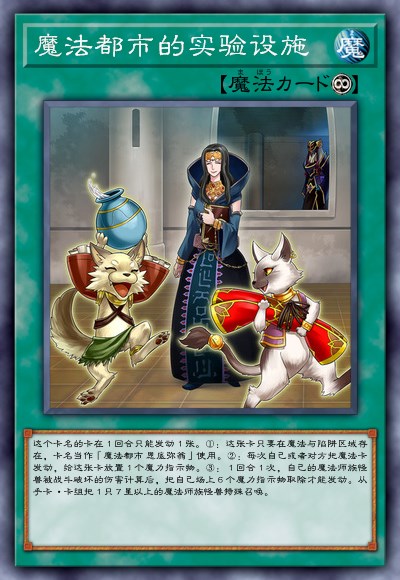 魔法都市的实验设施
魔
【魔法カード♾】
まほう
这个卡名的卡在1回合只能发动1张。①：这张卡只要在魔法与陷阱区域存
在，卡名当作「魔法都市 恩底弥翁」使用。②：每次自己或者对方把魔法卡
发动，给这张卡放置1个魔力指示物。③：1回合1次，自己的魔法师族怪
兽被战斗破坏的伤害计算后，把自己场上6个魔力指示物取除才能发动。从
手卡·卡组把1只7星以上的魔法师族怪兽特殊召唤。